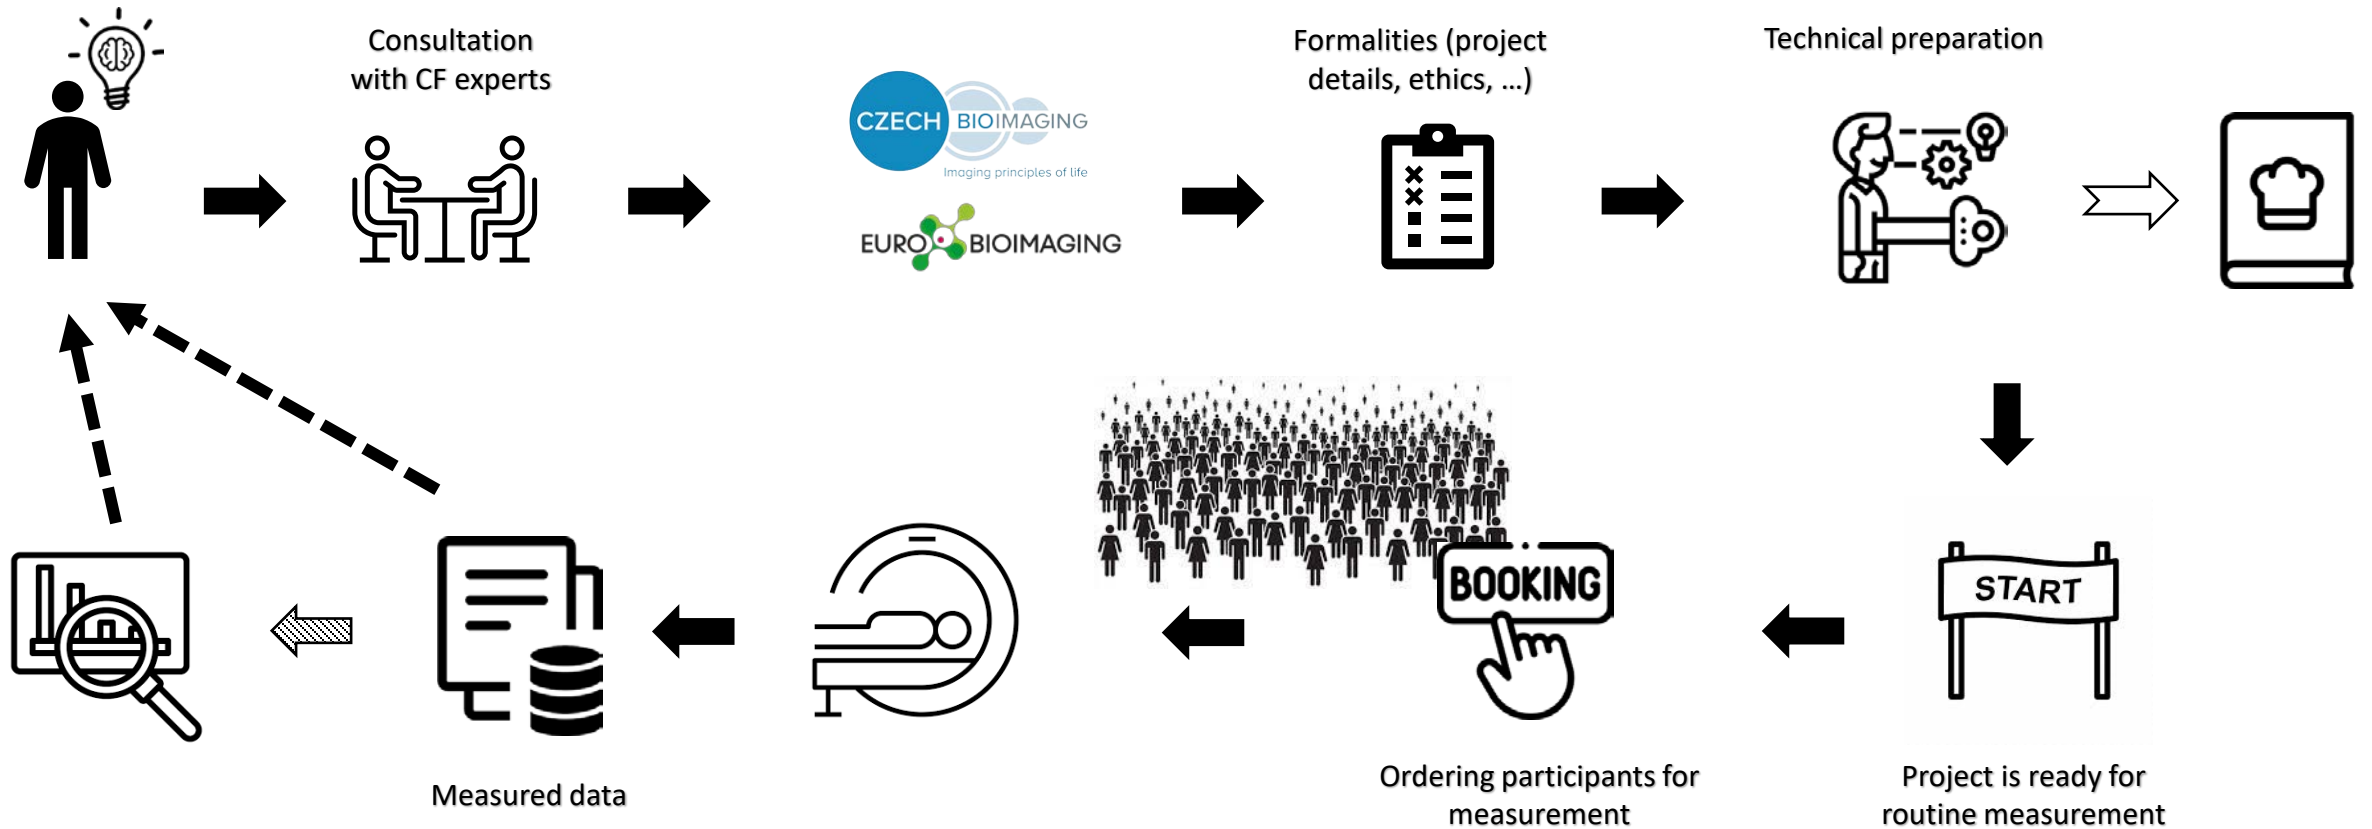 Consultation
with CF experts
CZECH BIOIMAGING
Imaging principles of life
EURO BIOIMAGING
Formalities (project
details, ethics, ...)
Technical preparation
START
Project is ready for
routine measurement
BOOKING
Ordering participants for
measurement
Measured data